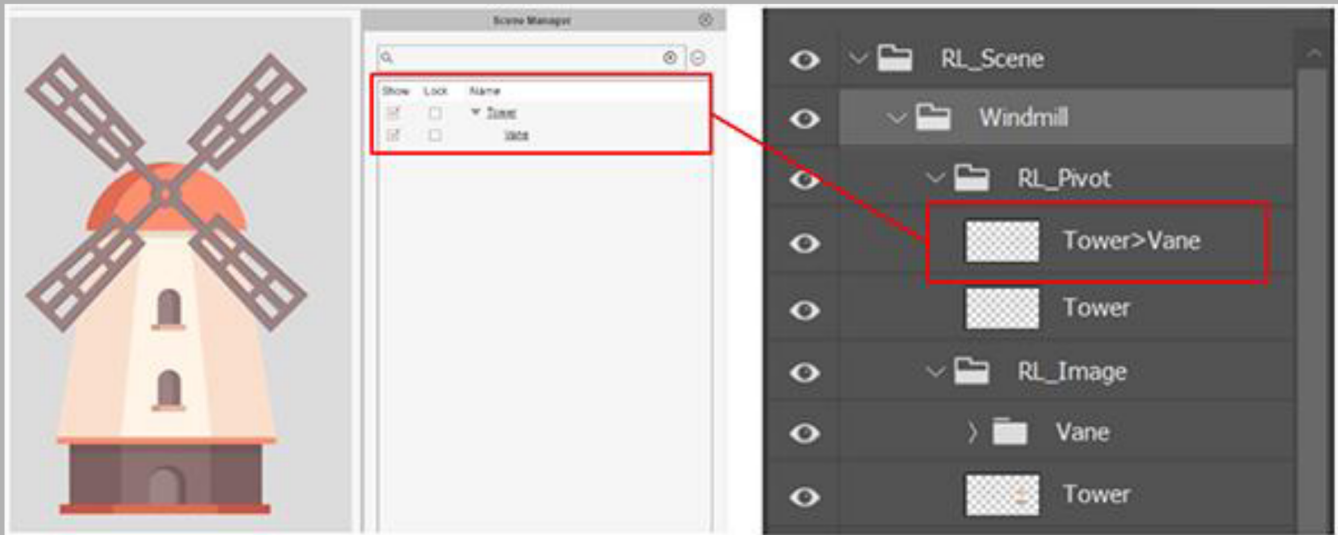 Scene Manager
Show Lock Name
Tower
Vane
RL_Scene
Windmill
RL_Pivot
Tower>Vane
Tower
RL_Image
Vane
Tower